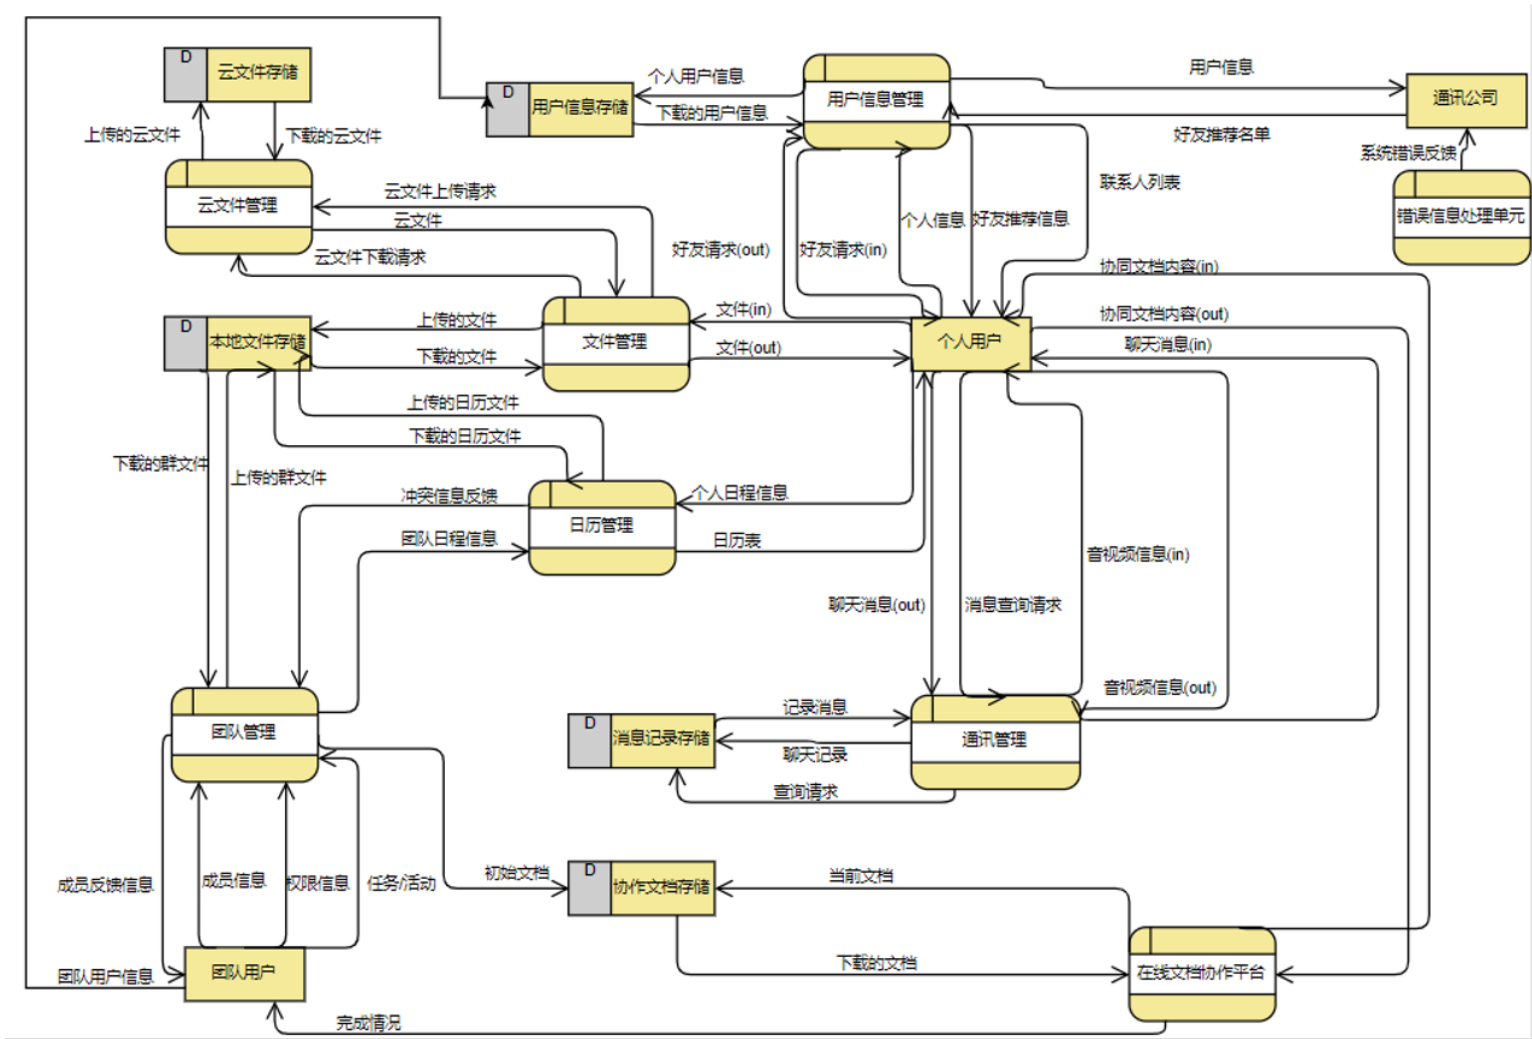 D
云文件存储
上传的云文件
下载的云文件
云文件管理
D
用户信息存储
个人用户信息
下载的用户信息
用户信息管理
用户信息
通讯公司
好友推荐名单
系统错误反馈
错误信息处理单元
联系人列表
个人信息
好友推荐信息
好友请求(out)
好友请求(in)
云文件上传请求
云文件
云文件下载请求
协同文档内容(in)
协同文档内容(out)
聊天消息(in)
D
本地文件存储
上传的文件
下载的文件
文件管理
文件(in)
文件(out)
个人用户
上传的日历文件
下载的日历文件
下载的群文件
上传的群文件
冲突信息反馈
团队日程信息
日历管理
个人日程信息
日历表
音视频信息(in)
聊天消息(out)
消息查询请求
音视频信息(out)
团队管理
D
消息记录存储
记录消息
聊天记录
查询请求
通讯管理
成员反馈信息
成员信息
权限信息
任务/活动
初始文档
D
协作文档存储
当前文档
下载的文档
在线文档协作平台
团队用户信息
团队用户
完成情况